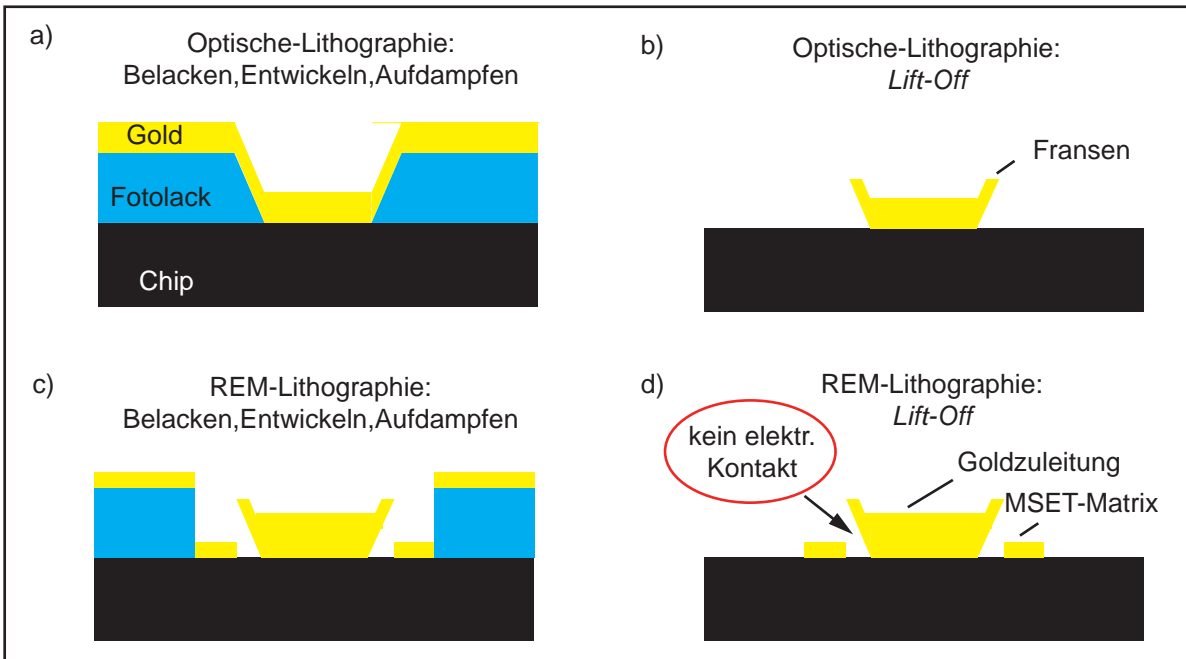 a)
Optische-Lithographie:
Belacken,Entwickeln,Aufdampfen
Gold
Fotolack
Chip
b)
Optische-Lithographie:
Lift-Off
Fransen
c)
REM-Lithographie:
Belacken,Entwickeln,Aufdampfen
d)
REM-Lithographie:
Lift-Off
kein elektr.
Kontakt
Goldzuleitung
MSET-Matrix